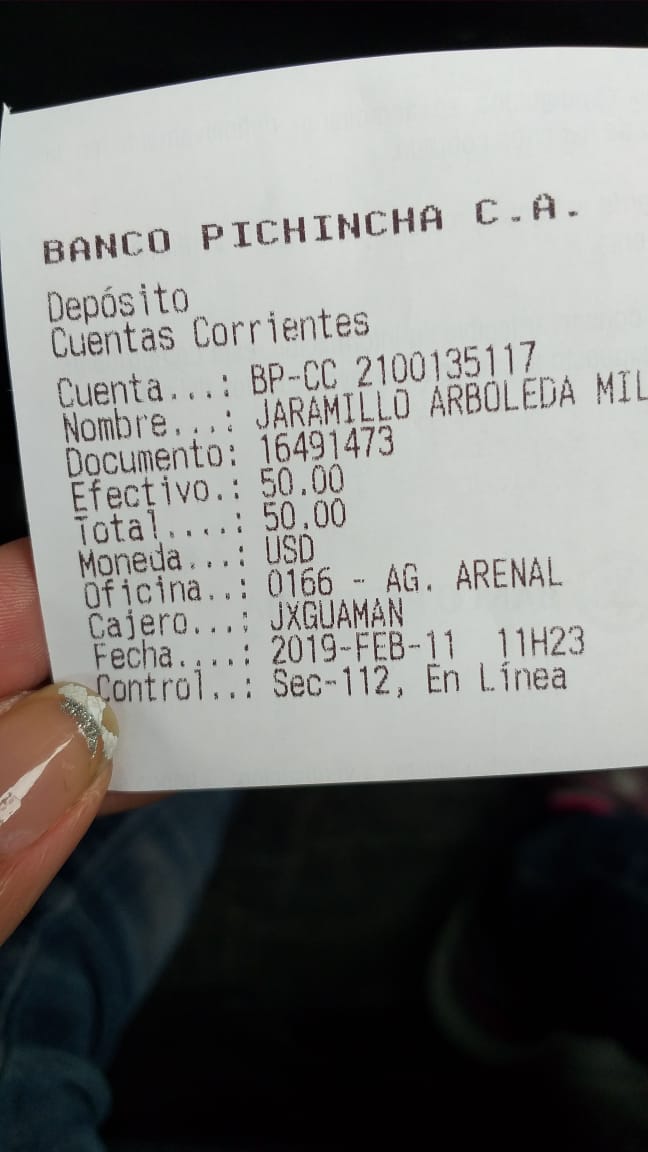 BANCO PICHINCHA C.A.
Depósito
Cuentas Corrientes
Cuenta...: BP-CC 2100135117
Nombre...: JARAMILLO ARBOLEDA MIL
Documento: 16491473
Efectivo.: 50.00
Total....: 50.00
Moneda...: USD
Oficina..: 0166 - AG. ARENAL
Cajero...: JXGUAMAN
Fecha....: 2019-FEB-11 11H23
Control..: Sec-112, En Línea